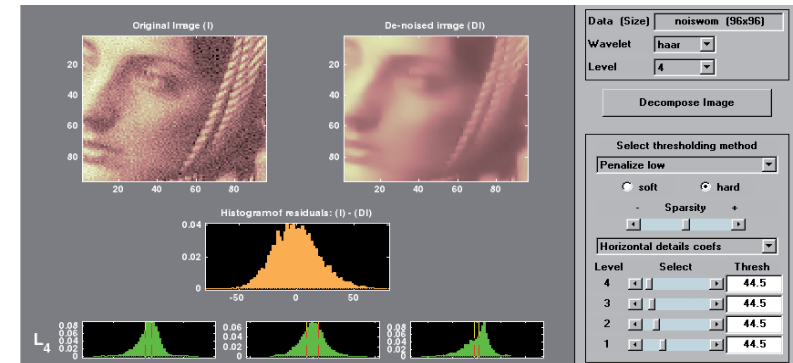 Original Image (I)
De-noised image (DI)
20
40
60
80
20 40 60 80
20
40
60
80
20 40 60 80
Histogramof residuals: (I) - (DI)
0.04
0.02
0
-50 0 50
L4
0.08
0.06
0.04
0.02
0
0.06
0.04
0.02
0
0.08
0.06
0.04
0.02
0
Data (Size) noiswom (96x96)
Wavelet haar
Level 4
Decompose Image
Select thresholding method
Penalize low
soft hard
- Sparsity +
Horizontal details coefs
Level Select Thresh
4 44.5
3 44.5
2 44.5
1 44.5